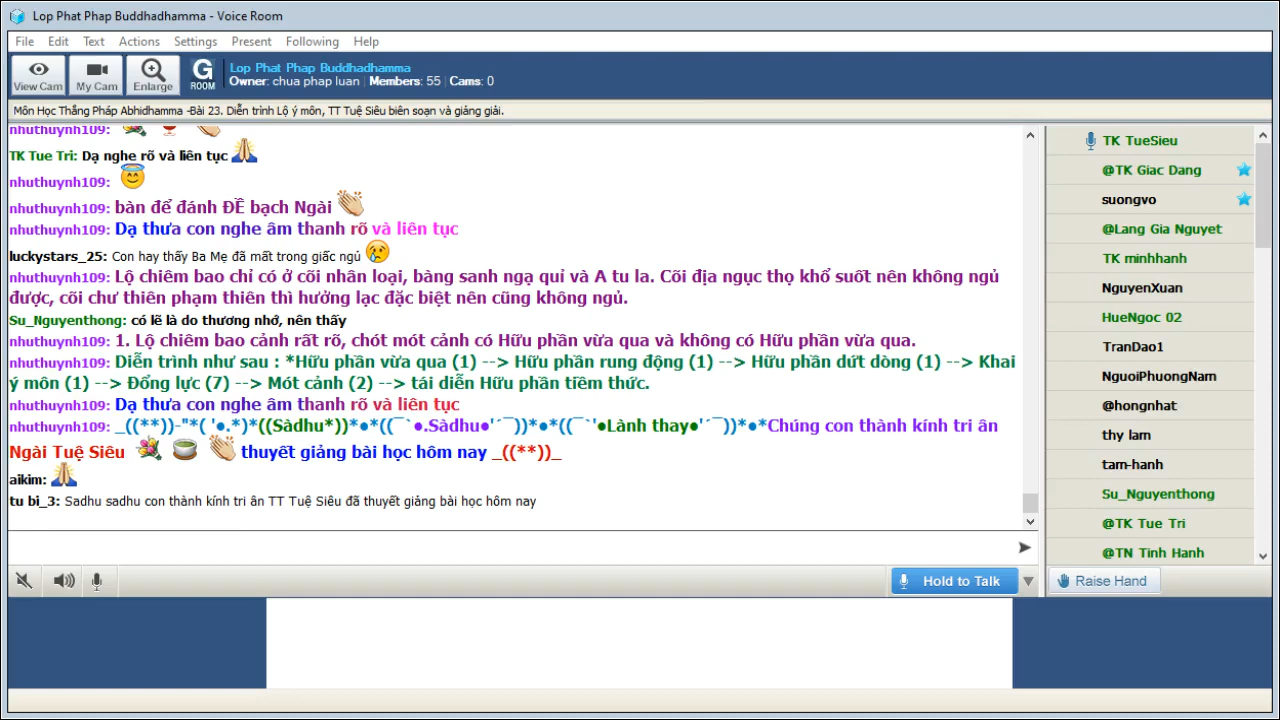 Lop Phat Phap Buddhadhamma - Voice Room
File Edit Text Actions Settings Present Following Help
View Cam
My Cam
Enlarge
G ROOM
Lop Phat Phap Buddhadhamma
Owner: chua phap luan | Members: 55 | Cams: 0
Môn Học Thắng Pháp Abhidhamma -Bài 23. Diễn trình Lộ ý môn, TT Tuệ Siêu biên soạn và giảng giải.
nhuthuynh109:
TK Tue Tri: Dạ nghe rõ và liên tục
nhuthuynh109:
nhuthuynh109: bàn để đánh ĐỀ bạch Ngài
nhuthuynh109: Dạ thưa con nghe âm thanh rõ và liên tục
luckystars_25: Con hay thấy Ba Mẹ đã mất trong giấc ngủ
nhuthuynh109: Lộ chiêm bao chỉ có ở cõi nhân loại, bàng sanh ngạ quỉ và A tu la. Cõi địa ngục thọ khổ suốt nên không ngủ
được, cõi chư thiên phạm thiên thì hưởng lạc đặc biệt nên cũng không ngủ.
Su_Nguyenthong: có lẽ là do thương nhớ, nên thấy
nhuthuynh109: 1. Lộ chiêm bao cảnh rất rõ, chót mót cảnh có Hữu phần vừa qua và không có Hữu phần vừa qua.
nhuthuynh109: Diễn trình như sau : *Hữu phần vừa qua (1) --> Hữu phần rung động (1) --> Hữu phần dứt dòng (1) --> Khai
ý môn (1) --> Đổng lực (7) --> Mót cảnh (2) --> tái diễn Hữu phần tiềm thức.
nhuthuynh109: Dạ thưa con nghe âm thanh rõ và liên tục
nhuthuynh109: _((**))-"*( '●.*)*((Sàdhu*))*●*((¯`●.Sàdhu●'´¯))*●*((¯`'●Lành thay●'´¯))*●*Chúng con thành kính tri ân
Ngài Tuệ Siêu thuyết giảng bài học hôm nay _((**))_
aikim:
tu bi_3: Sadhu sadhu con thành kính tri ân TT Tuệ Siêu đã thuyết giảng bài học hôm nay
Hold to Talk
TK TueSieu
@TK Giac Dang
suongvo
@Lang Gia Nguyet
TK minhhanh
NguyenXuan
HueNgoc 02
TranDao1
NguoiPhuongNam
@hongnhat
thy lam
tam-hanh
Su_Nguyenthong
@TK Tue Tri
@TN Tinh Hanh
Raise Hand